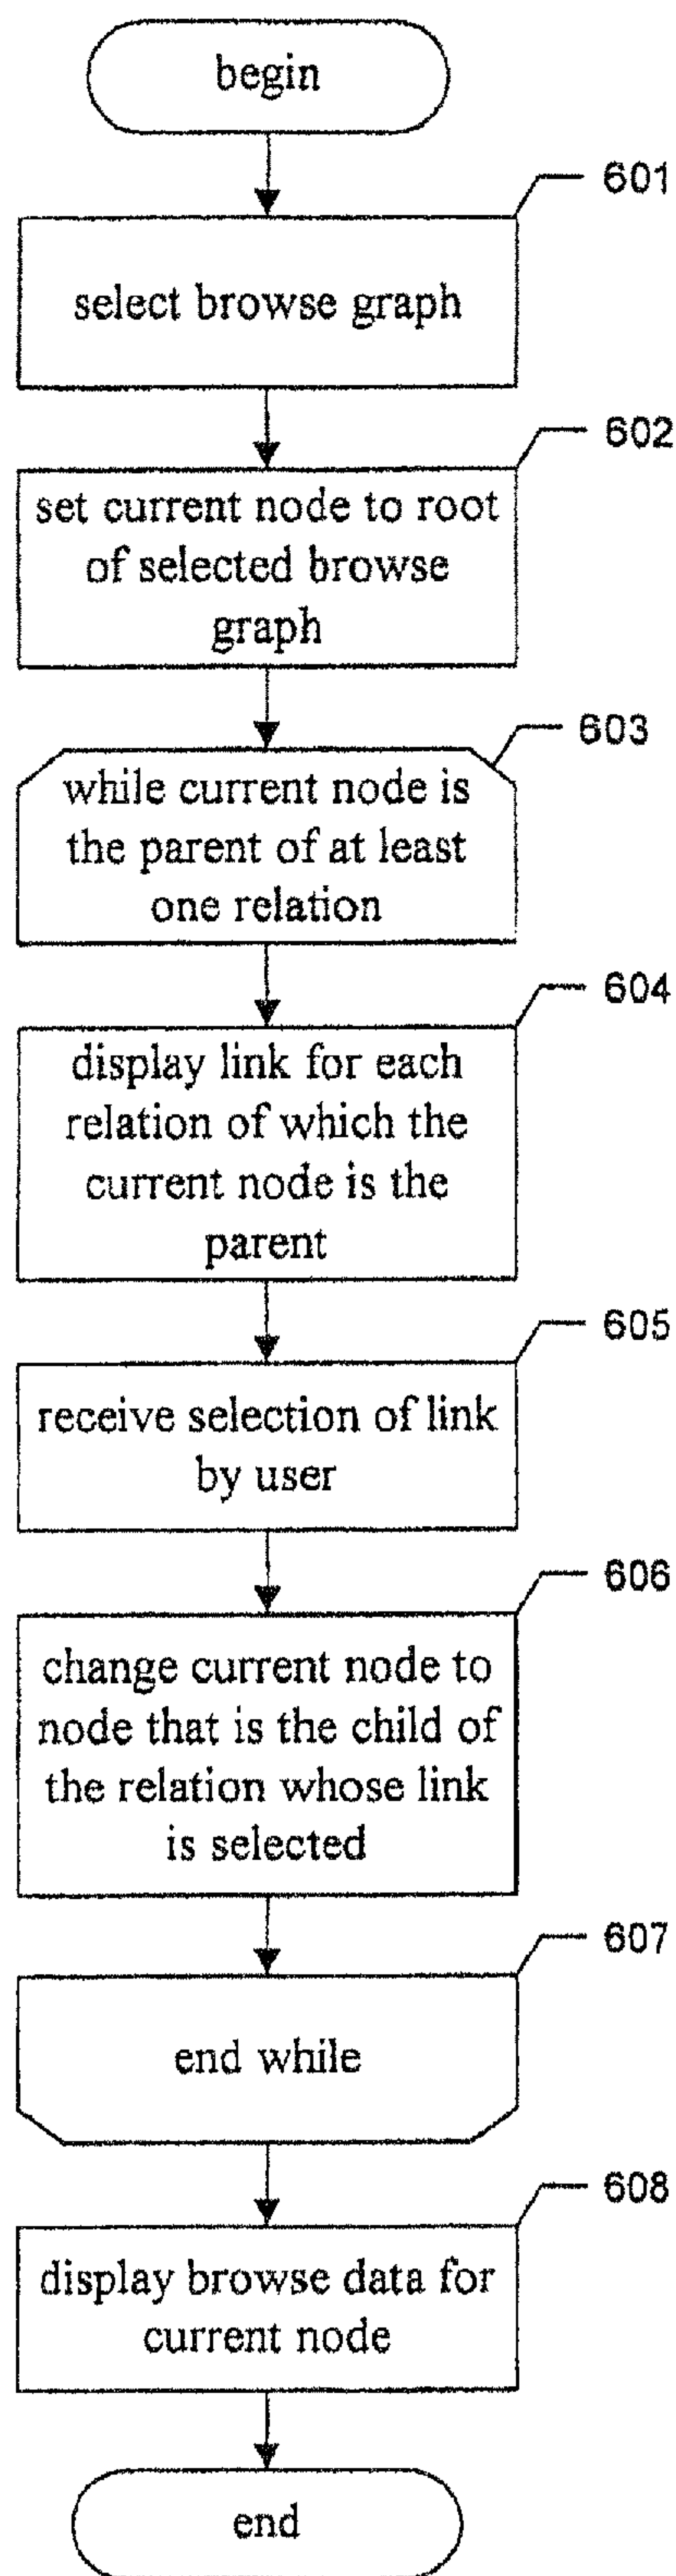 begin
601
select browse graph
602
set current node to root
of selected browse
graph
603
while current node is
the parent of at least
one relation
604
display link for each
relation of which the
current node is the
parent
605
receive selection of link
by user
606
change current node to
node that is the child of
the relation whose link
is selected
607
end while
608
display browse data for
current node
end